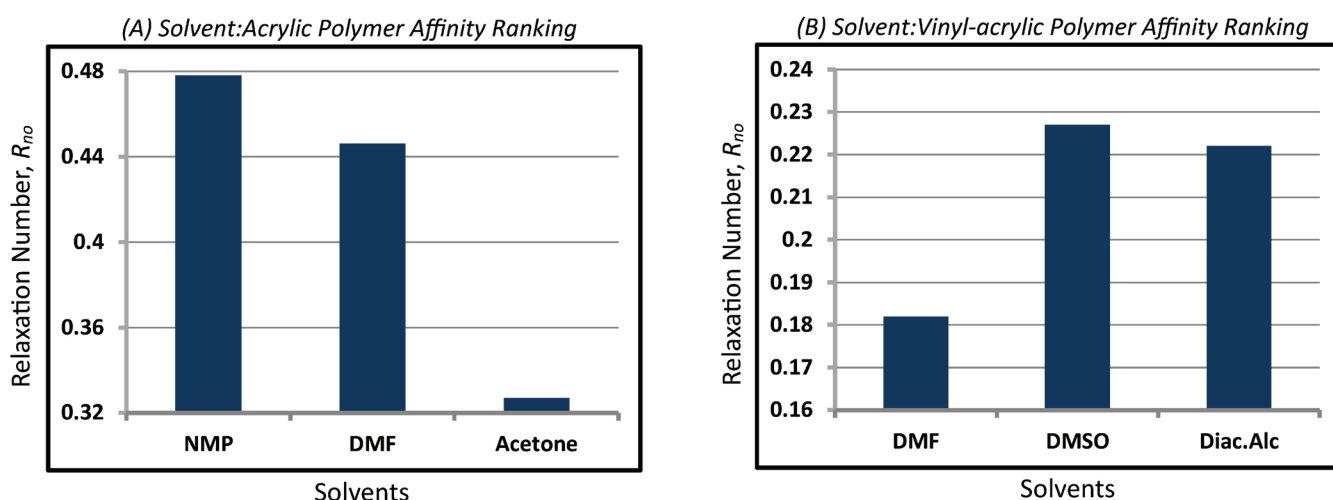 (A) Solvent:Acrylic Polymer Affinity Ranking
Relaxation Number, Rno
0.48
0.44
0.4
0.36
0.32
NMP DMF Acetone
Solvents
(B) Solvent:Vinyl-acrylic Polymer Affinity Ranking
Relaxation Number, Rno
0.24
0.23
0.22
0.21
0.2
0.19
0.18
0.17
0.16
DMF DMSO Diac.Alc
Solvents